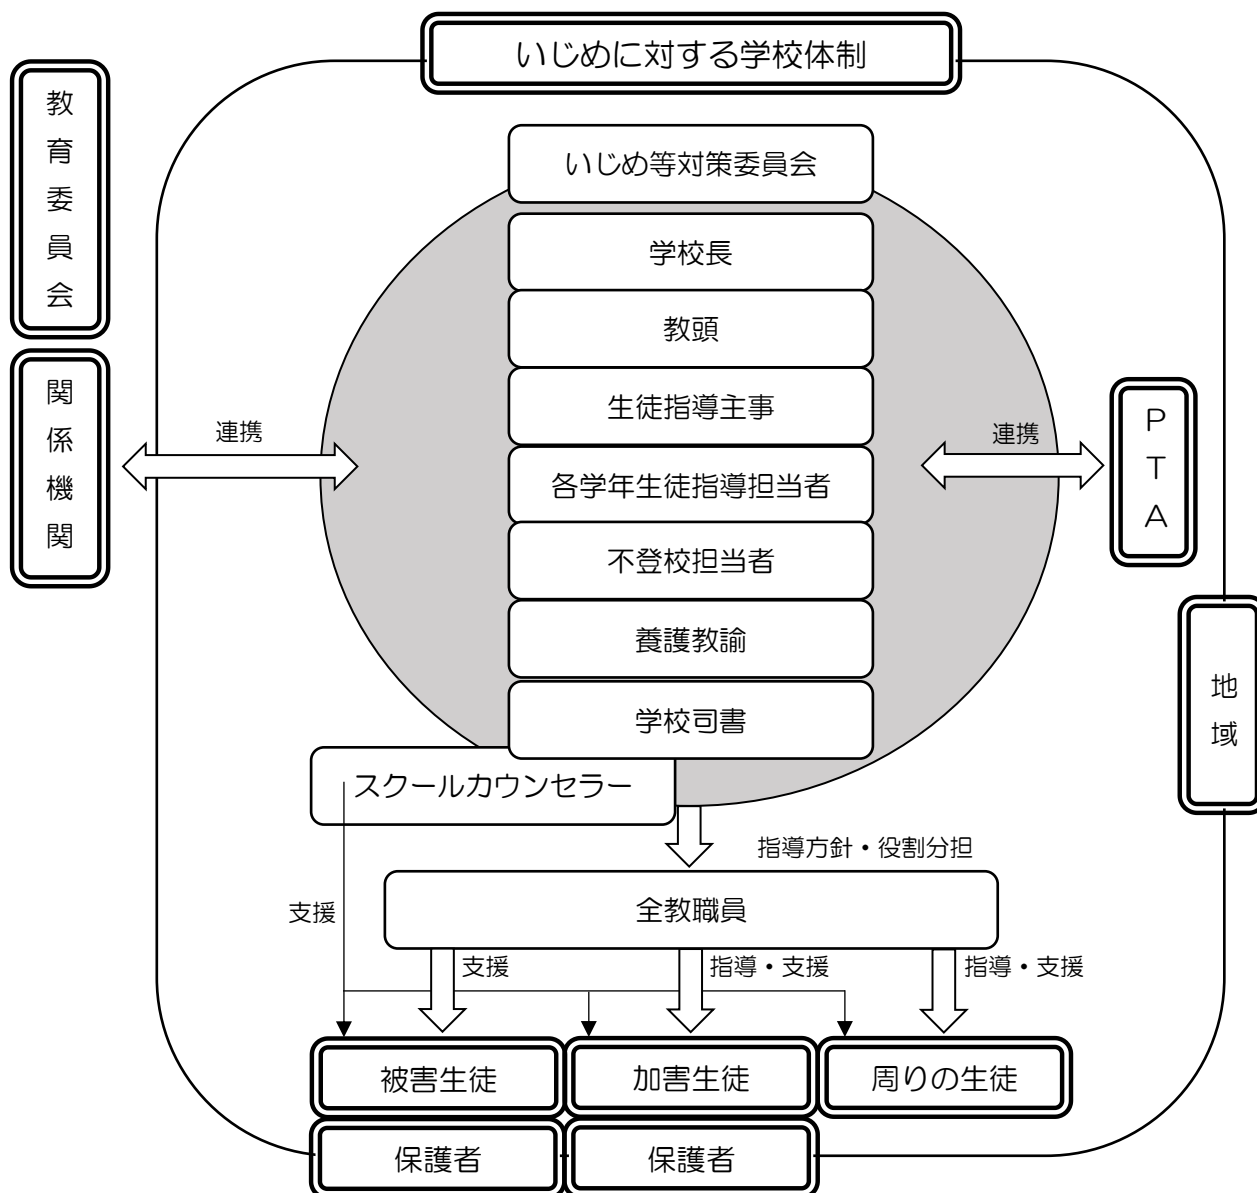 いじめに対する学校体制
教育委員会
関係機関
いじめ等対策委員会
学校長
教頭
生徒指導主事
各学年生徒指導担当者
不登校担当者
養護教諭
学校司書
スクールカウンセラー
連携
連携
PTA
地域
指導方針・役割分担
全教職員
支援
支援
指導・支援
指導・支援
被害生徒
加害生徒
周りの生徒
保護者
保護者